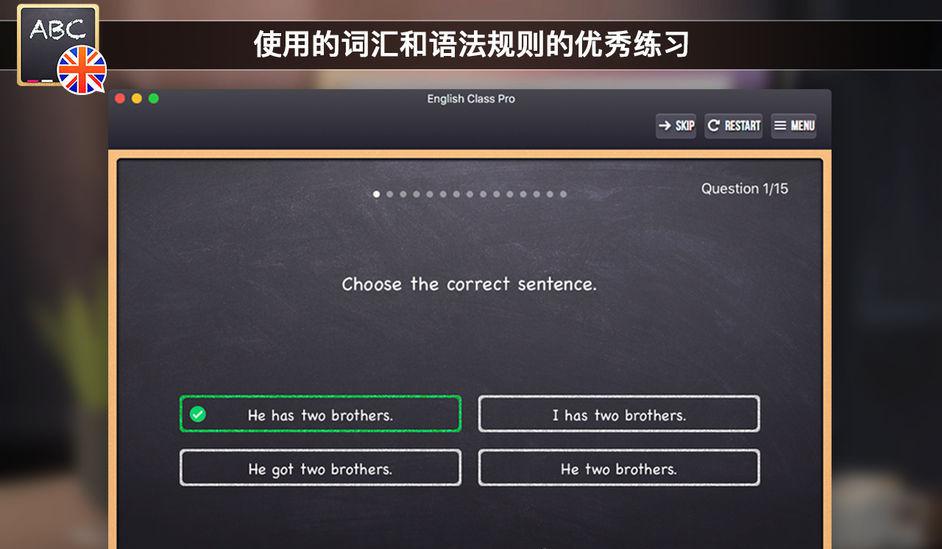 ABC
使用的词汇和语法规则的优秀练习
English Class Pro
SKIP RESTART MENU
Question 1/15
Choose the correct sentence.
He has two brothers. I has two brothers.
He got two brothers. He two brothers.